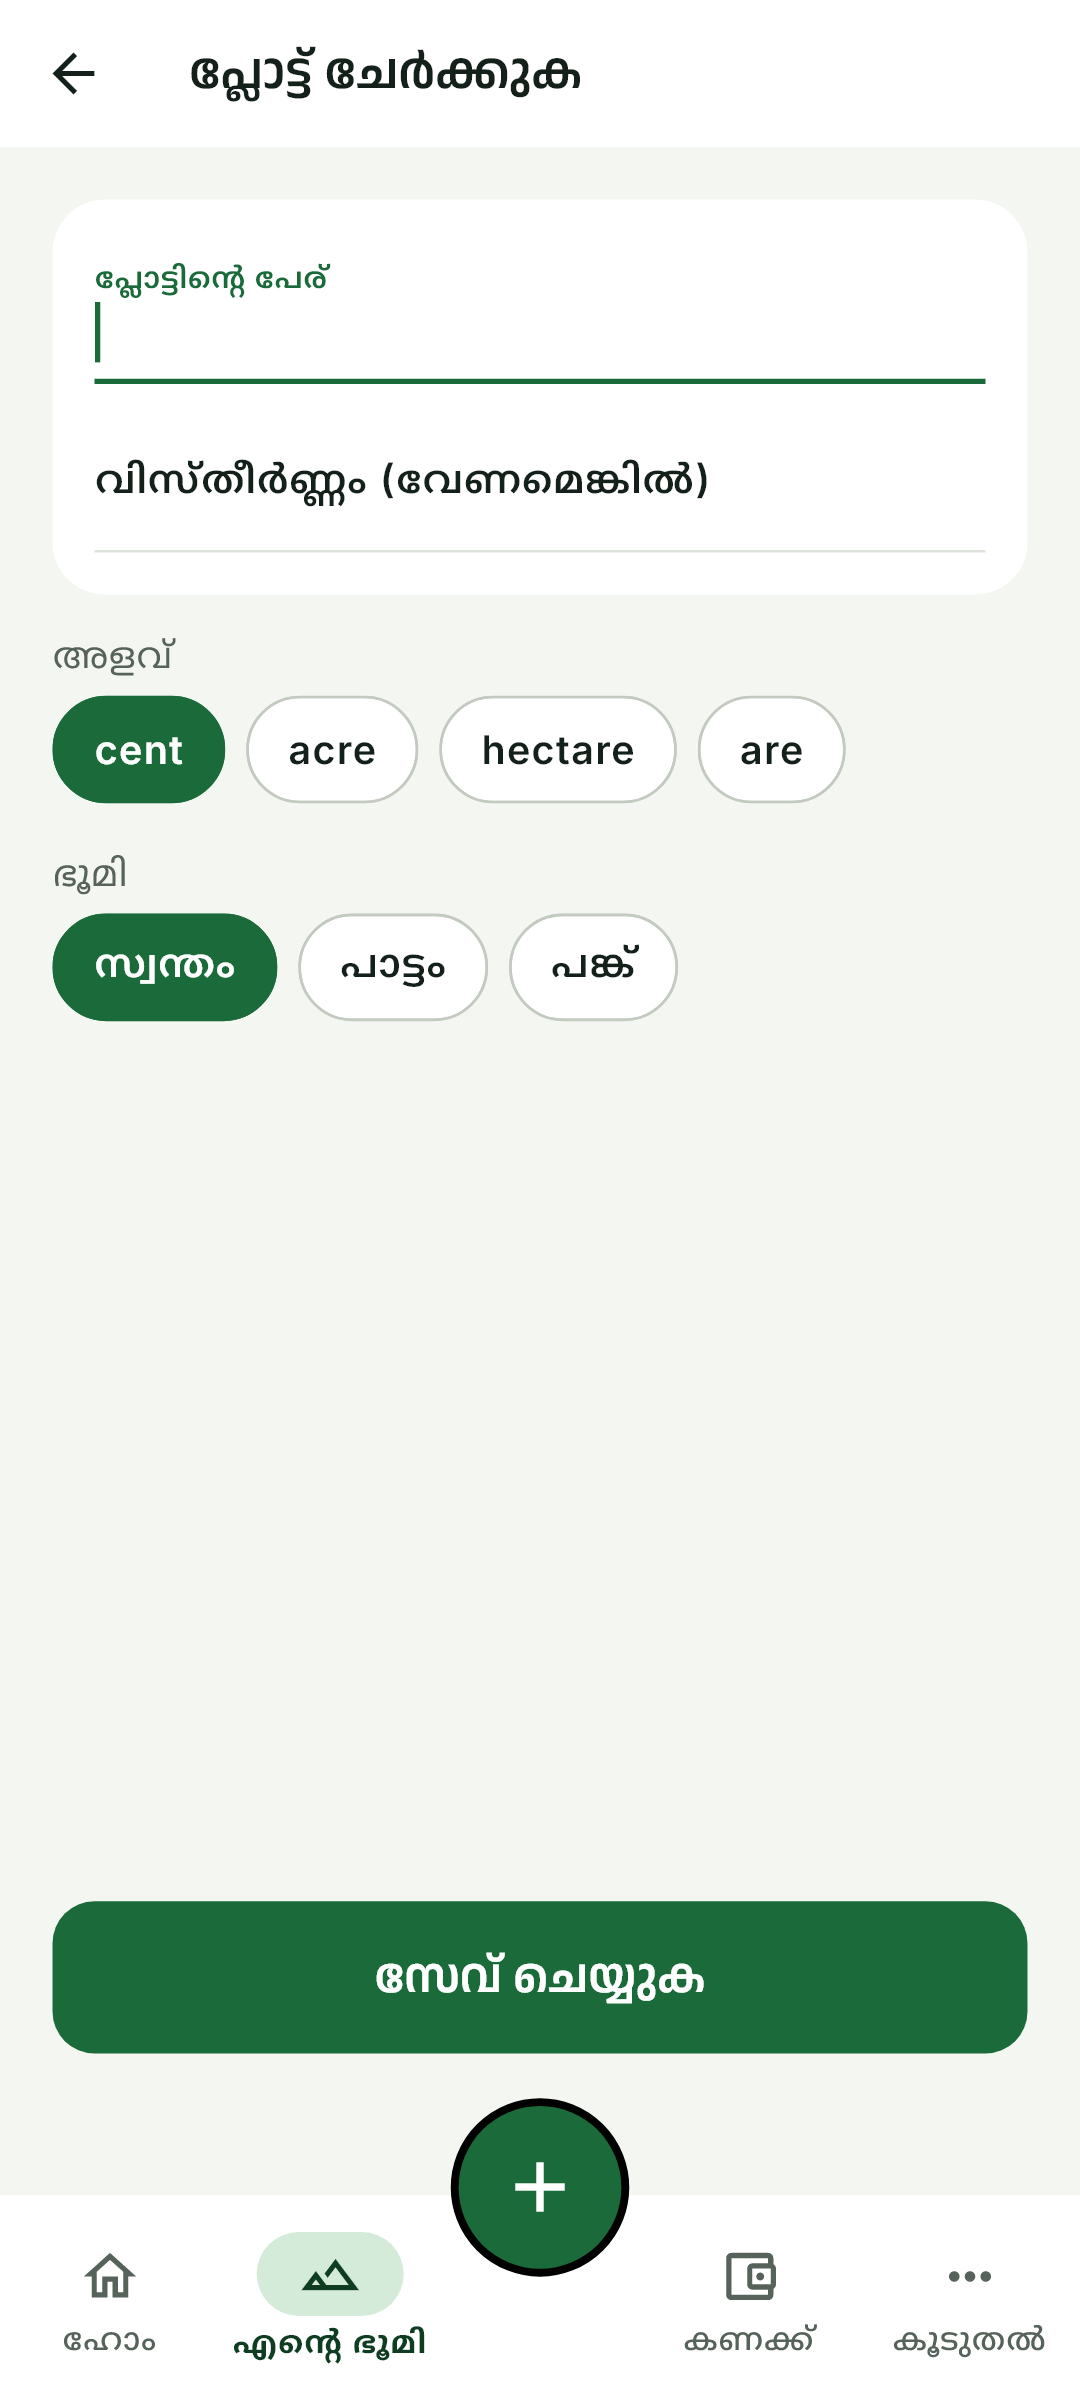 പ്ലോട്ട് ചേർക്കുക
പ്ലോട്ടിന്റെ പേര്
വിസ്തീർണ്ണം (വേണമെങ്കിൽ)
അളവ്
cent acre hectare are
ഭൂമി
സ്വന്തം പാട്ടം പങ്ക്
സേവ് ചെയ്യുക
ഹോം എന്റെ ഭൂമി കണക്ക് കൂടുതൽ